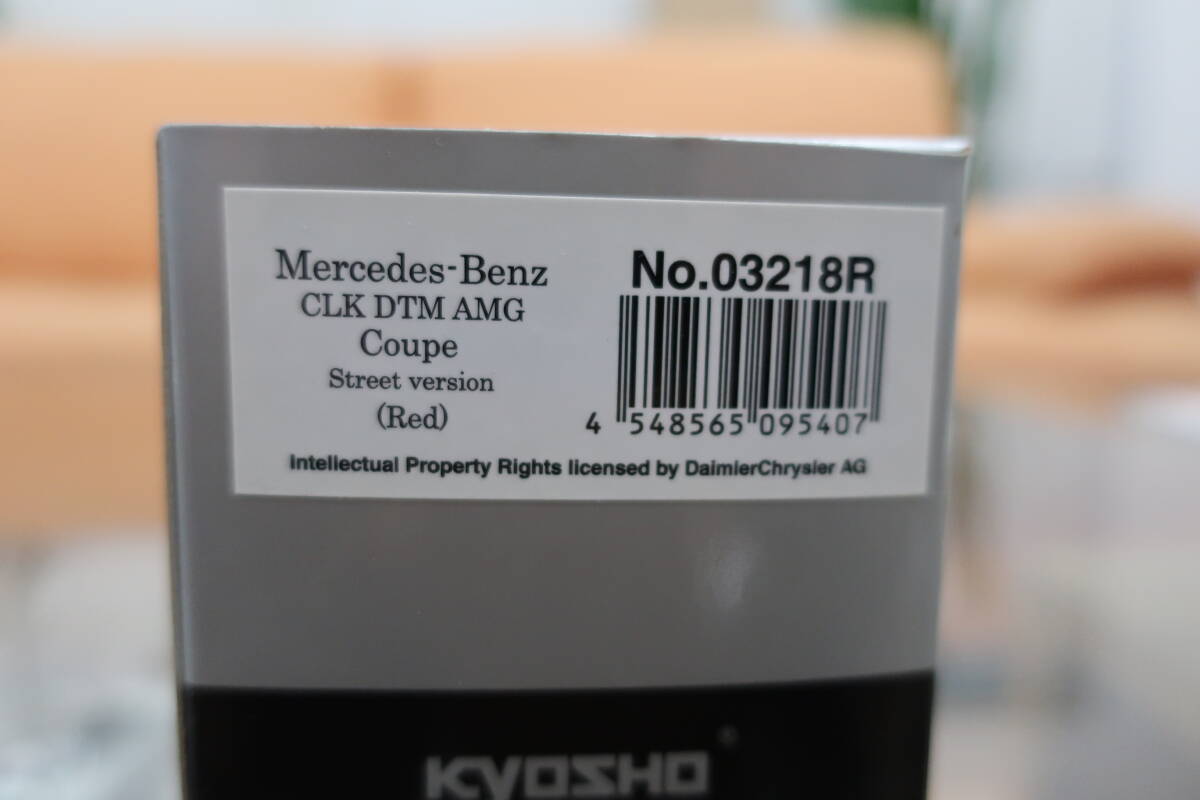 Mercedes-Benz
CLK DTM AMG
Coupe
Street version
(Red)
No.03218R
4 548565 095407
Intellectual Property Rights licensed by DaimlerChrysler AG
KYOSHO